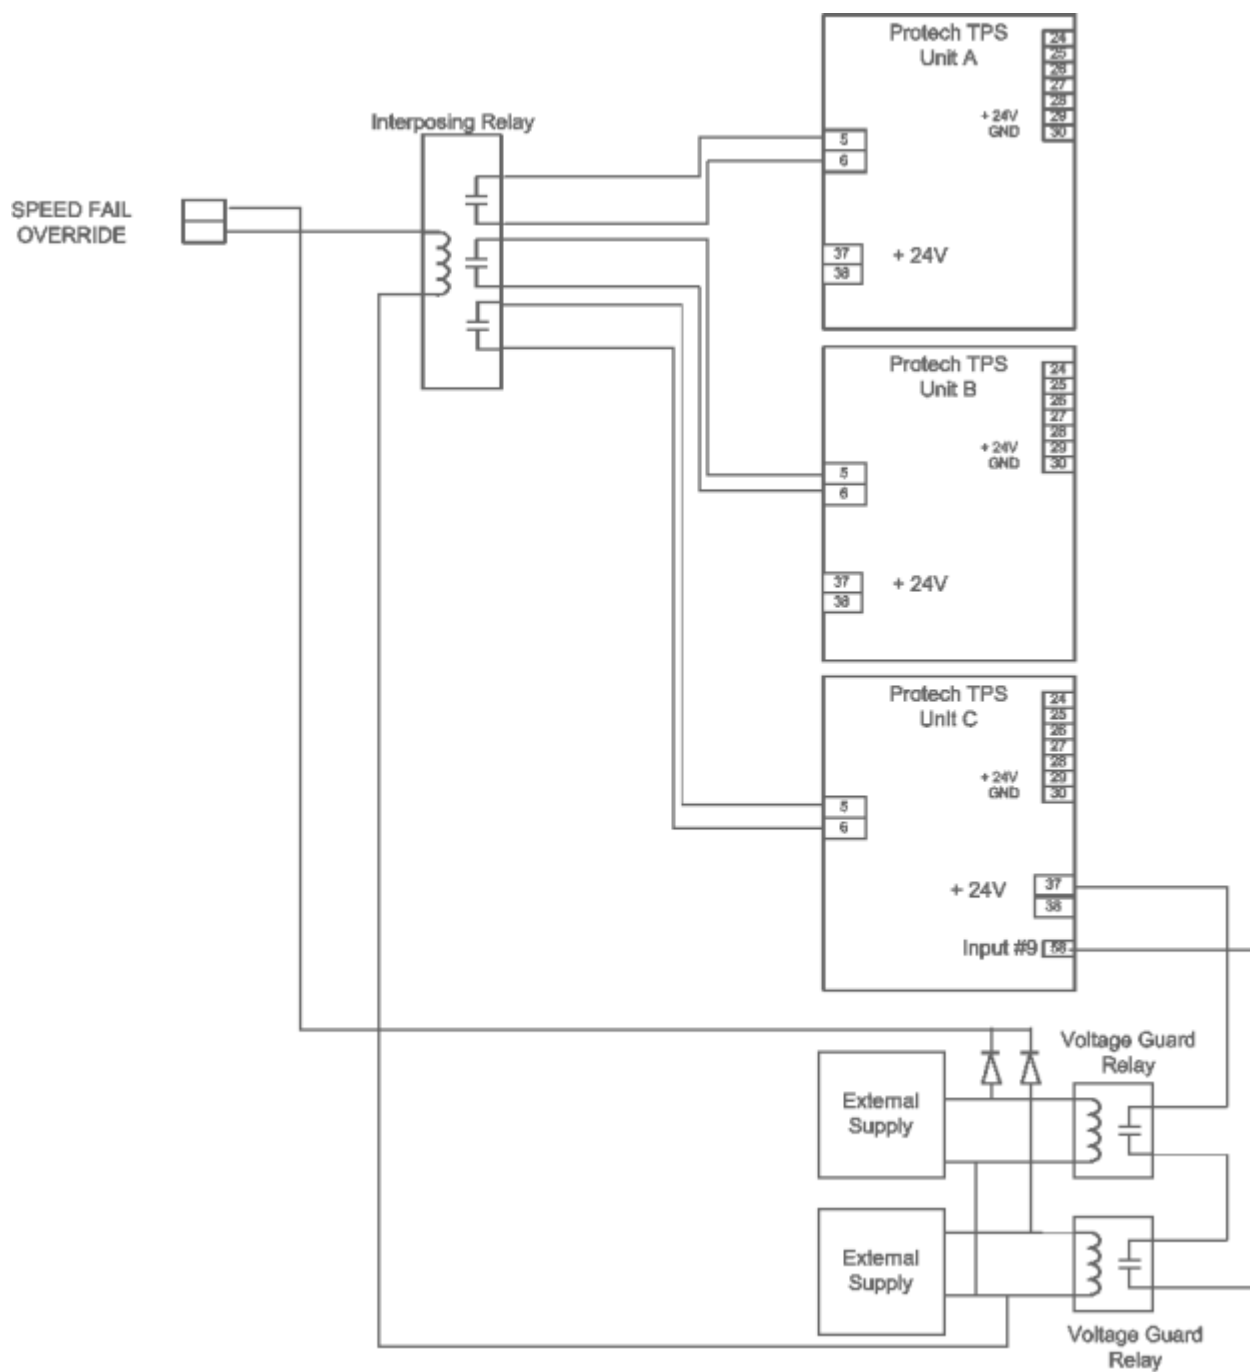 Protech TPS
Unit A
24
25
26
27
28
+ 24V
29
GND
30
5
6
37
+ 24V
38
Interposing Relay
SPEED FAIL
OVERRIDE
Protech TPS
Unit B
24
25
26
27
28
+ 24V
29
GND
30
5
6
37
+ 24V
38
Protech TPS
Unit C
24
25
26
27
28
+ 24V
29
GND
30
5
6
+ 24V
37
38
Input #9
58
Voltage Guard
Relay
External
Supply
External
Supply
Voltage Guard
Relay